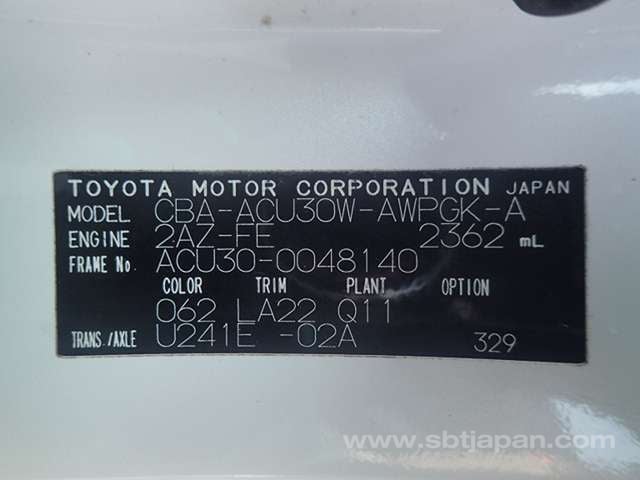 TOYOTA MOTOR CORPORATION JAPAN
MODEL CBA-ACU30W-AWPGK-A
ENGINE 2AZ-FE 2362 mL
FRAME No ACU30-0048140
COLOR TRIM PLANT OPTION
062 LA22 Q11
TRANS./AXLE U241E -02A 329
www.sbtjapan.com